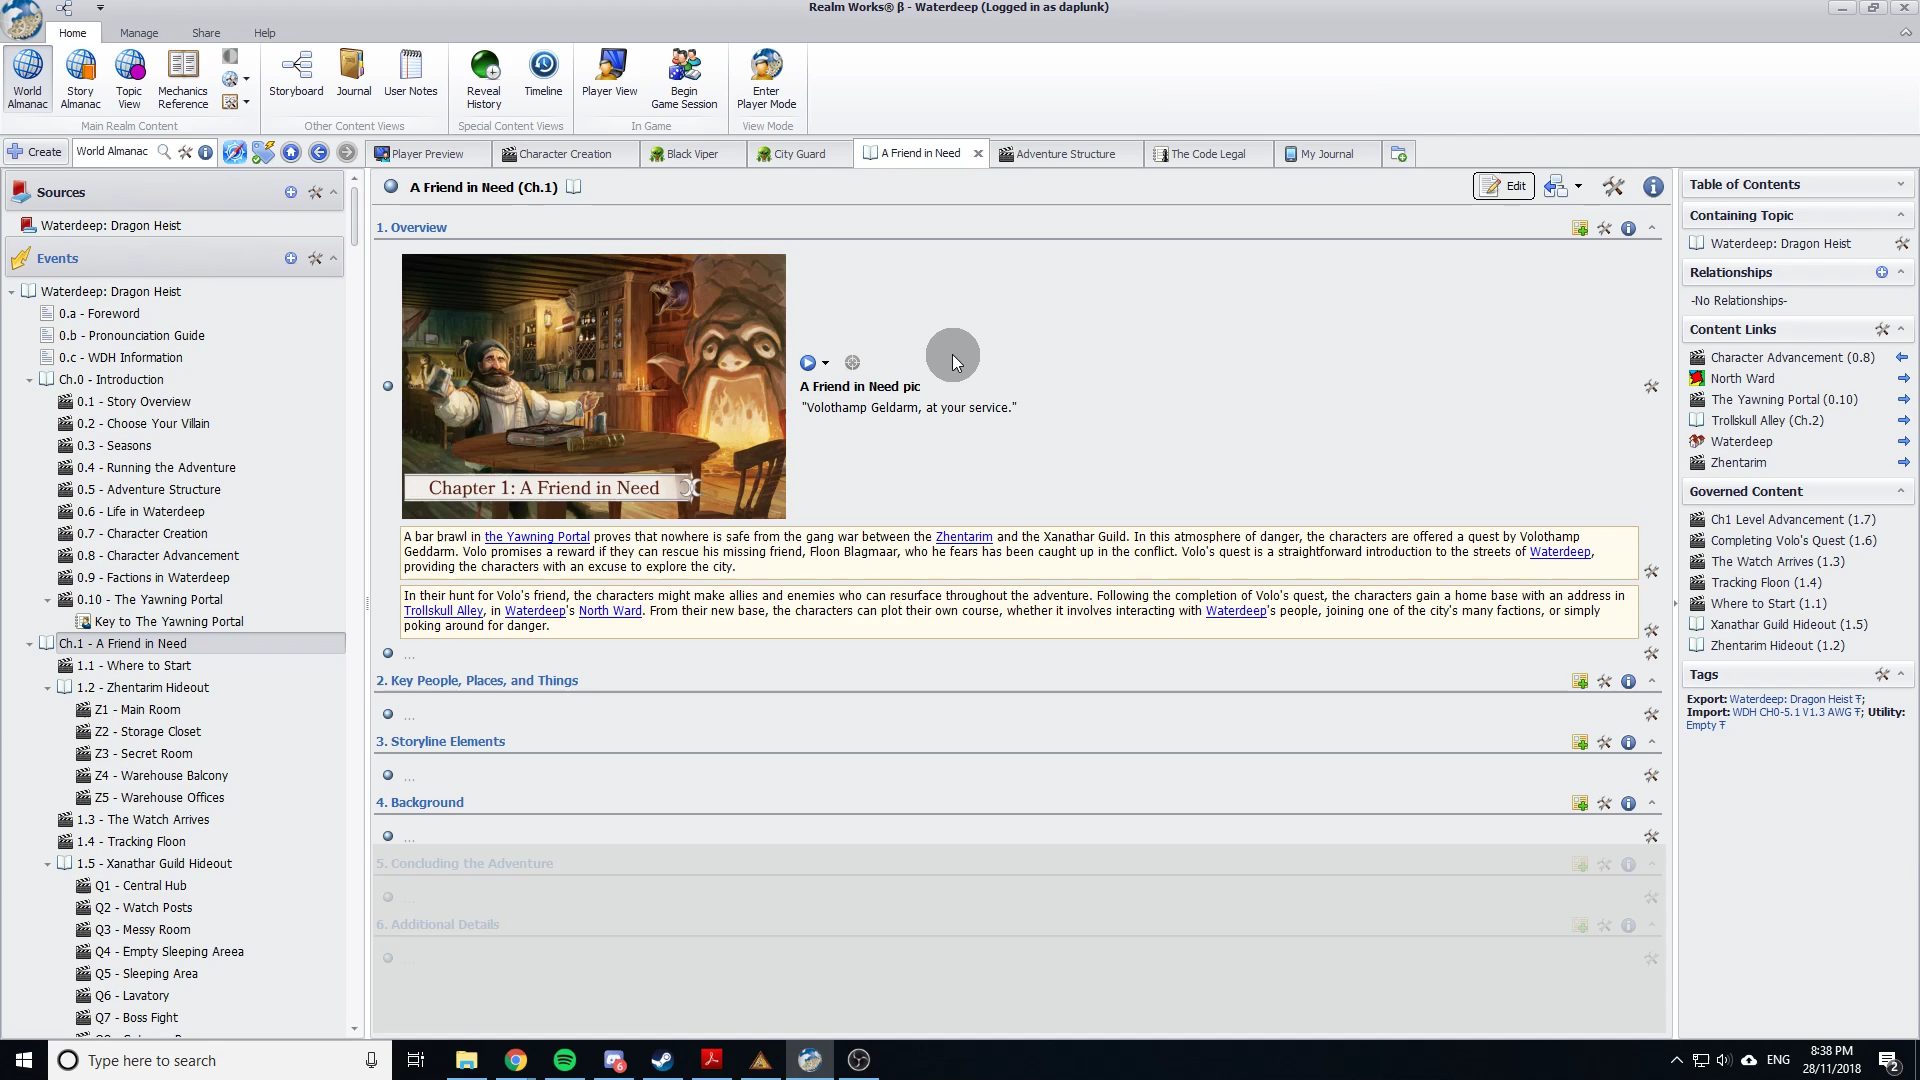 Realm Works® β - Waterdeep (Logged in as daplunk)
Home Manage Share Help
World Almanac
Story Almanac
Topic View
Mechanics Reference
Storyboard
Journal
User Notes
Reveal History
Timeline
Player View
Begin Game Session
Enter Player Mode
Main Realm Content
Other Content Views
Special Content Views
In Game
View Mode
Create
World Almanac
Player Preview
Character Creation
Black Viper
City Guard
A Friend in Need
Adventure Structure
The Code Legal
My Journal
Sources
Waterdeep: Dragon Heist
Events
Waterdeep: Dragon Heist
0.a - Foreword
0.b - Pronounciation Guide
0.c - WDH Information
Ch.0 - Introduction
0.1 - Story Overview
0.2 - Choose Your Villain
0.3 - Seasons
0.4 - Running the Adventure
0.5 - Adventure Structure
0.6 - Life in Waterdeep
0.7 - Character Creation
0.8 - Character Advancement
0.9 - Factions in Waterdeep
0.10 - The Yawning Portal
Key to The Yawning Portal
Ch.1 - A Friend in Need
1.1 - Where to Start
1.2 - Zhentarim Hideout
Z1 - Main Room
Z2 - Storage Closet
Z3 - Secret Room
Z4 - Warehouse Balcony
Z5 - Warehouse Offices
1.3 - The Watch Arrives
1.4 - Tracking Floon
1.5 - Xanathar Guild Hideout
Q1 - Central Hub
Q2 - Watch Posts
Q3 - Messy Room
Q4 - Empty Sleeping Areea
Q5 - Sleeping Area
Q6 - Lavatory
Q7 - Boss Fight
A Friend in Need (Ch.1)
Edit
1. Overview
Chapter 1: A Friend in Need
A Friend in Need pic
"Volothamp Geldarm, at your service."
A bar brawl in the Yawning Portal proves that nowhere is safe from the gang war between the Zhentarim and the Xanathar Guild. In this atmosphere of danger, the characters are offered a quest by Volothamp
Geddarm. Volo promises a reward if they can rescue his missing friend, Floon Blagmaar, who he fears has been caught up in the conflict. Volo's quest is a straightforward introduction to the streets of Waterdeep,
providing the characters with an excuse to explore the city.
In their hunt for Volo's friend, the characters might make allies and enemies who can resurface throughout the adventure. Following the completion of Volo's quest, the characters gain a home base with an address in
Trollskull Alley, in Waterdeep's North Ward. From their new base, the characters can plot their own course, whether it involves interacting with Waterdeep's people, joining one of the city's many factions, or simply
poking around for danger.
...
2. Key People, Places, and Things
...
3. Storyline Elements
...
4. Background
...
5. Concluding the Adventure
...
6. Additional Details
...
Table of Contents
Containing Topic
Waterdeep: Dragon Heist
Relationships
-No Relationships-
Content Links
Character Advancement (0.8)
North Ward
The Yawning Portal (0.10)
Trollskull Alley (Ch.2)
Waterdeep
Zhentarim
Governed Content
Ch1 Level Advancement (1.7)
Completing Volo's Quest (1.6)
The Watch Arrives (1.3)
Tracking Floon (1.4)
Where to Start (1.1)
Xanathar Guild Hideout (1.5)
Zhentarim Hideout (1.2)
Tags
Export: Waterdeep: Dragon Heist Ŧ;
Import: WDH CH0-5.1 V1.3 AWG Ŧ; Utility:
Empty Ŧ
Type here to search
6
ENG
8:38 PM
28/11/2018
2